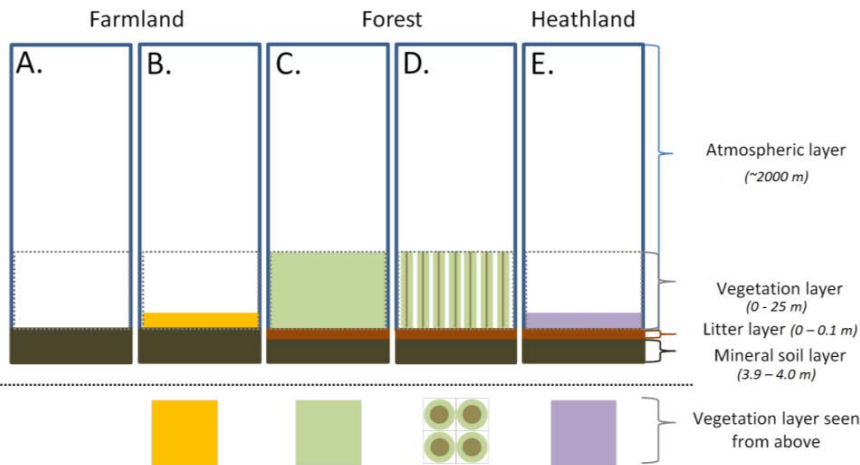 Farmland
Forest
Heathland
A.
B.
C.
D.
E.
Atmospheric layer
(~2000 m)
Vegetation layer
(0 - 25 m)
Litter layer (0 – 0.1 m)
Mineral soil layer
(3.9 – 4.0 m)
Vegetation layer seen
from above